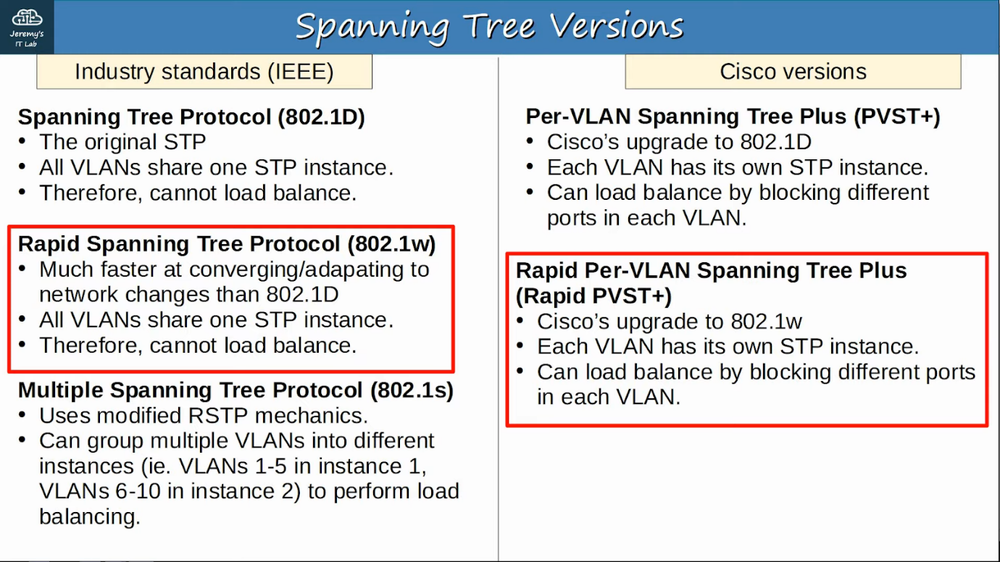 Jeremy's
IT Lab
Spanning Tree Versions
Industry standards (IEEE)
Spanning Tree Protocol (802.1D)
• The original STP
• All VLANs share one STP instance.
• Therefore, cannot load balance.
Rapid Spanning Tree Protocol (802.1w)
• Much faster at converging/adapating to
network changes than 802.1D
• All VLANs share one STP instance.
• Therefore, cannot load balance.
Multiple Spanning Tree Protocol (802.1s)
• Uses modified RSTP mechanics.
• Can group multiple VLANs into different
instances (ie. VLANs 1-5 in instance 1,
VLANs 6-10 in instance 2) to perform load
balancing.
Cisco versions
Per-VLAN Spanning Tree Plus (PVST+)
• Cisco’s upgrade to 802.1D
• Each VLAN has its own STP instance.
• Can load balance by blocking different
ports in each VLAN.
Rapid Per-VLAN Spanning Tree Plus
(Rapid PVST+)
• Cisco’s upgrade to 802.1w
• Each VLAN has its own STP instance.
• Can load balance by blocking different ports
in each VLAN.